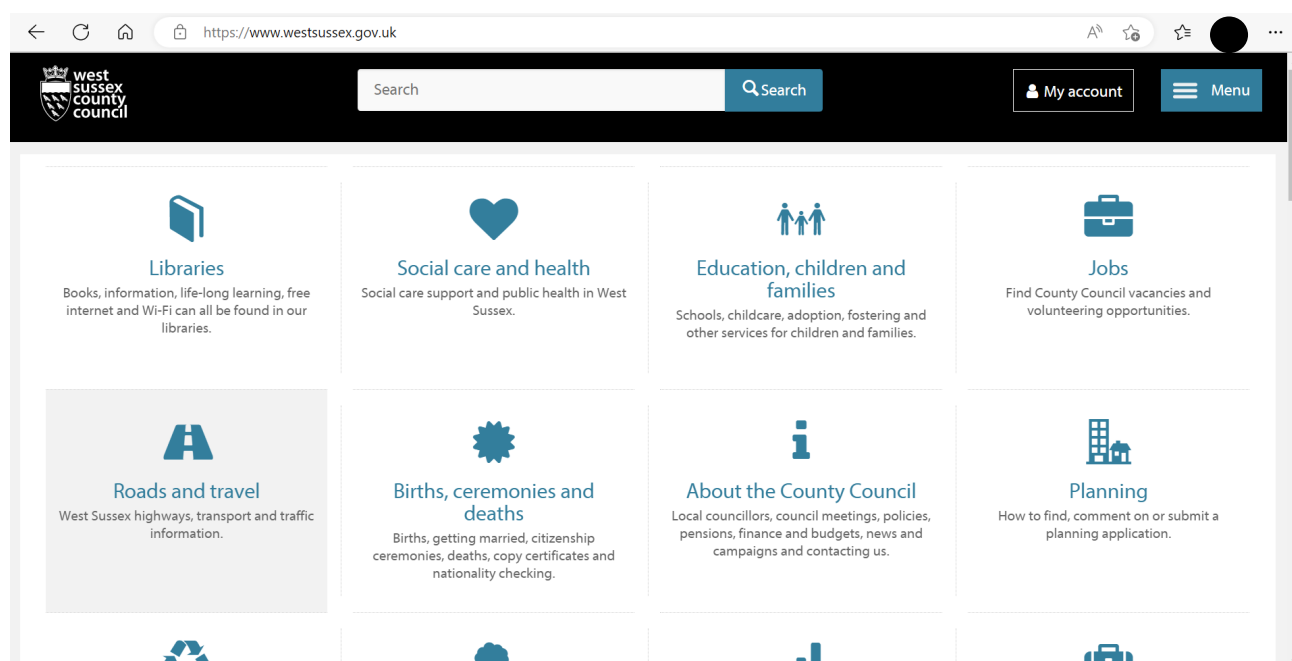 https://www.westsussex.gov.uk
west
sussex
county
council
Search
Search
My account
Menu
Libraries
Books, information, life-long learning, free
internet and Wi-Fi can all be found in our
libraries.
Social care and health
Social care support and public health in West
Sussex.
Education, children and
families
Schools, childcare, adoption, fostering and
other services for children and families.
Jobs
Find County Council vacancies and
volunteering opportunities.
Roads and travel
West Sussex highways, transport and traffic
information.
Births, ceremonies and
deaths
Births, getting married, citizenship
ceremonies, deaths, copy certificates and
nationality checking.
About the County Council
Local councillors, council meetings, policies,
pensions, finance and budgets, news and
campaigns and contacting us.
Planning
How to find, comment on or submit a
planning application.